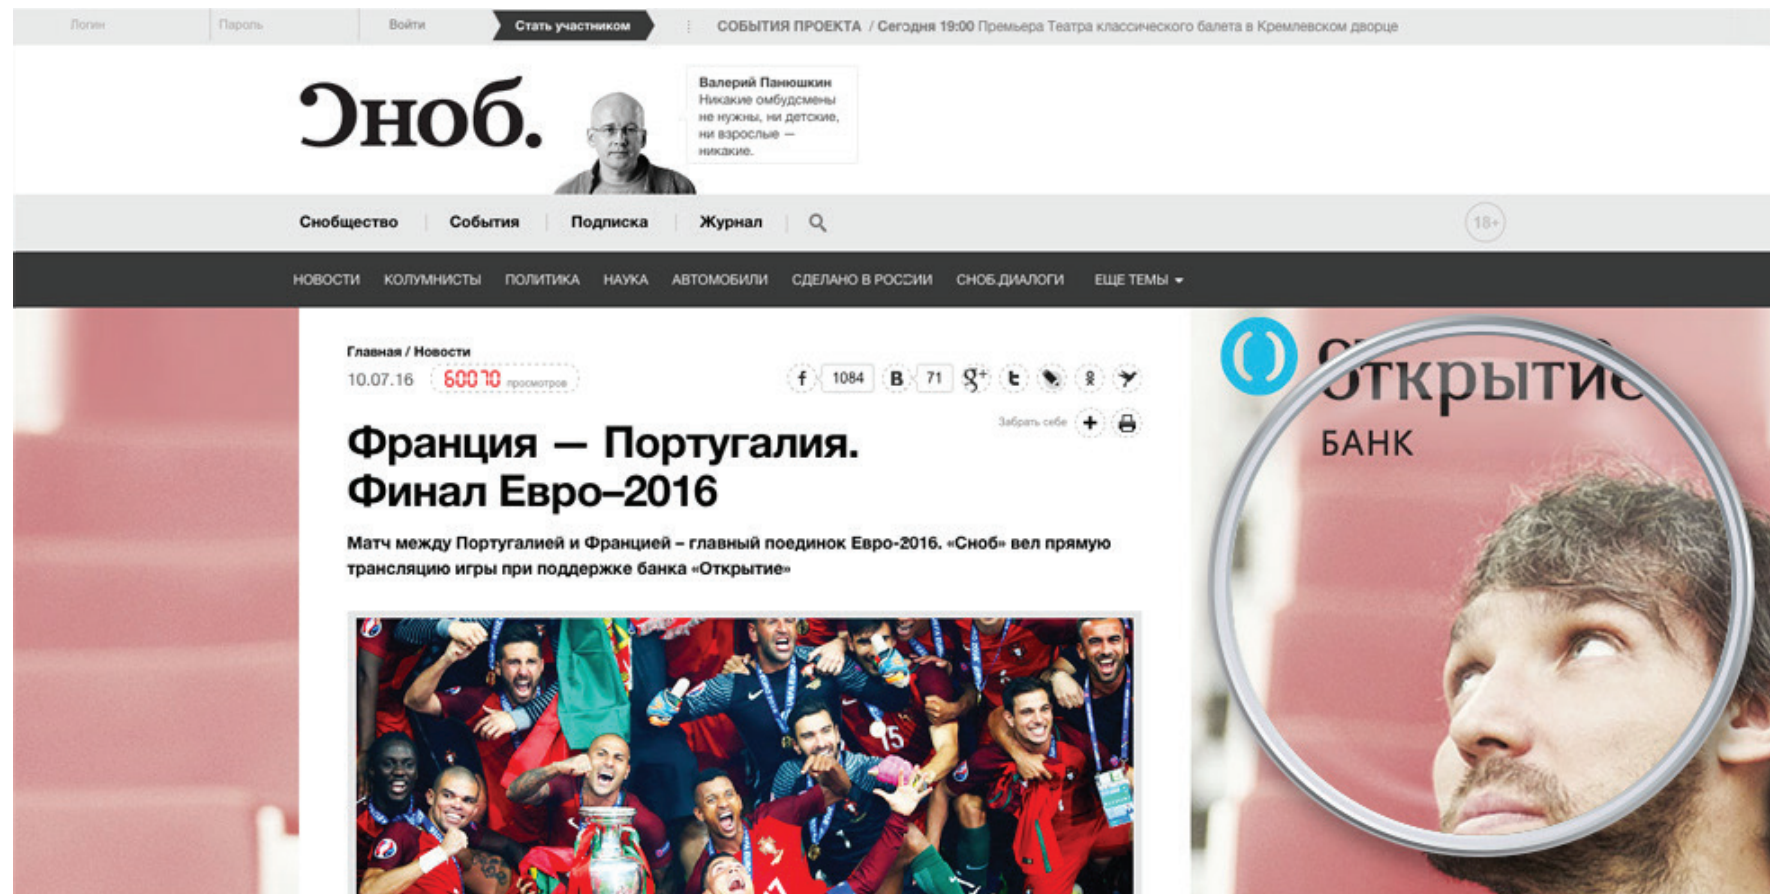 Логин Пароль Войти Стать участником СОБЫТИЯ ПРОЕКТА / Сегодня 19:00 Премьера Театра классического балета в Кремлевском дворце
Сноб.
Валерий Панюшкин
Никакие омбудсмены
не нужны, ни детские,
ни взрослые —
никакие.
Снобщество События Подписка Журнал 18+
НОВОСТИ КОЛУМНИСТЫ ПОЛИТИКА НАУКА АВТОМОБИЛИ СДЕЛАНО В РОССИИ СНОБ.ДИАЛОГИ ЕЩЕ ТЕМЫ
Главная / Новости
10.07.16 60070 просмотров
f 1084 B 71 g+ t
Забрать себе +
Франция — Португалия.
Финал Евро–2016
Матч между Португалией и Францией – главный поединок Евро-2016. «Сноб» вел прямую
трансляцию игры при поддержке банка «Открытие»
15
17
открытие
БАНК